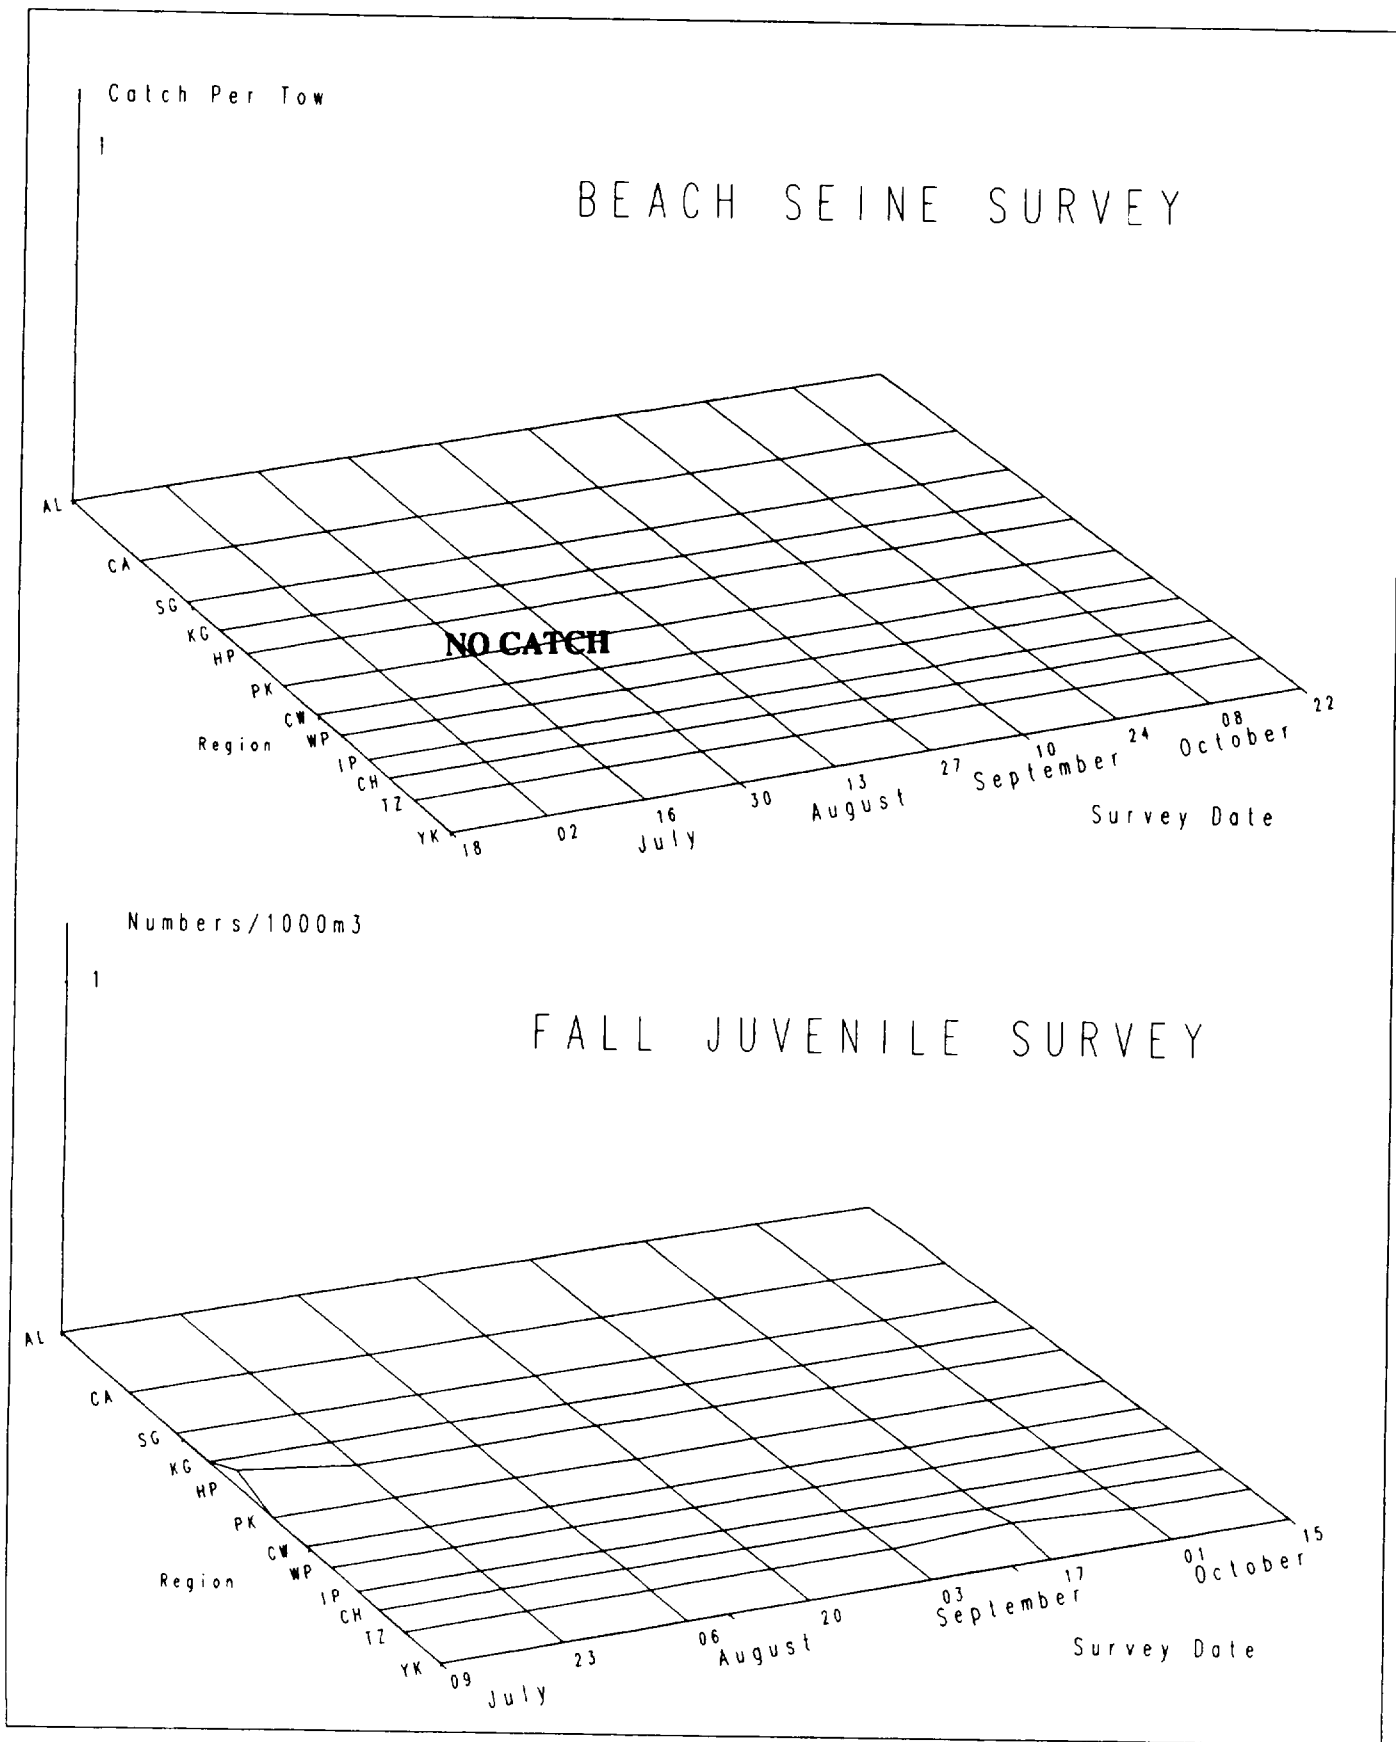 Catch Per Tow
1
BEACH SEINE SURVEY
AL
CA
SG
KG
HP
NO CATCH
PK
CW
WP
IP
CH
TZ
YK
Region
18 02 16 30 13 27 10 24 08 22
July August September October
Survey Date
Numbers/1000m3
1
FALL JUVENILE SURVEY
AL
CA
SG
KG
HP
PK
CW
WP
IP
CH
TZ
YK
Region
09 23 06 20 03 17 01 15
July August September October
Survey Date